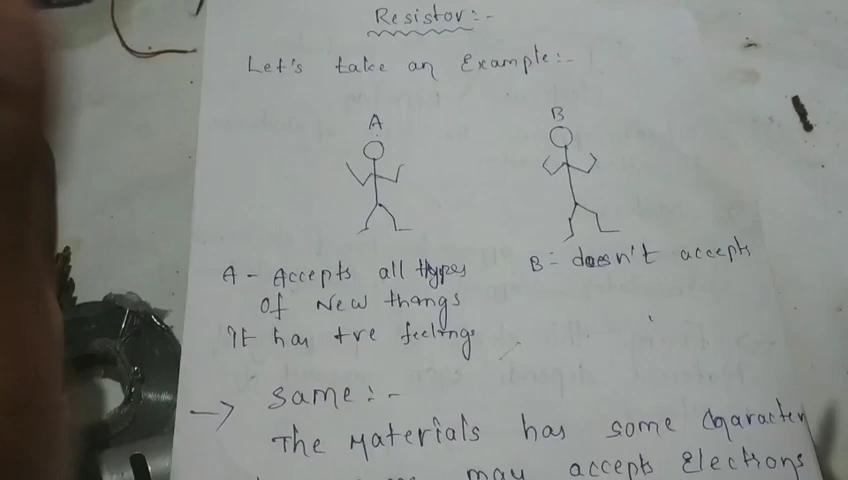 Resistor:-
Let's take an Example:-
A
B
A - Accepts all types
of New things
It has +ve feelings
B = doesn't accepts
→ Same :-
The Materials has some character
may accepts Electrons